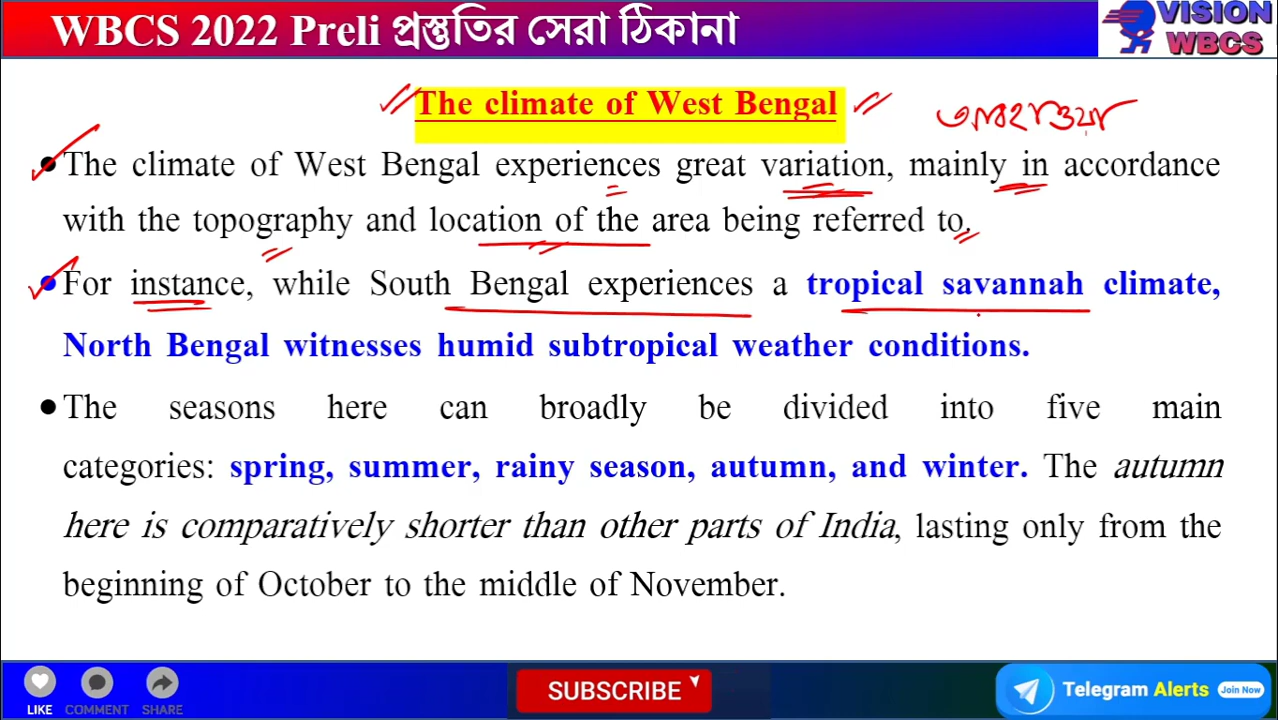 WBCS 2022 Preli প্রস্তুতির সেরা ঠিকানা
VISION
WBCS
The climate of West Bengal
আবহাওয়া
The climate of West Bengal experiences great variation, mainly in accordance
with the topography and location of the area being referred to.
For instance, while South Bengal experiences a tropical savannah climate,
North Bengal witnesses humid subtropical weather conditions.
The seasons here can broadly be divided into five main
categories: spring, summer, rainy season, autumn, and winter. The autumn
here is comparatively shorter than other parts of India, lasting only from the
beginning of October to the middle of November.
LIKE COMMENT SHARE
SUBSCRIBE
Telegram Alerts Join Now